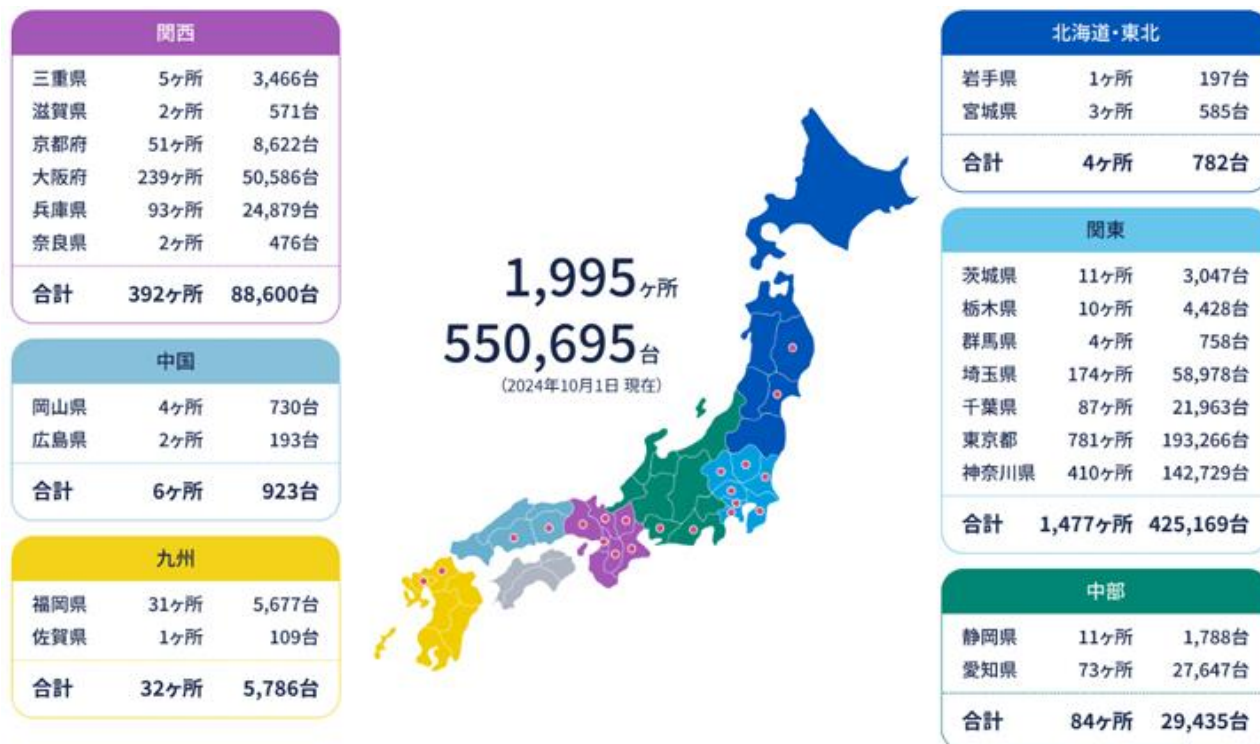 関西
三重県 5ヶ所 3,466台
滋賀県 2ヶ所 571台
京都府 51ヶ所 8,622台
大阪府 239ヶ所 50,586台
兵庫県 93ヶ所 24,879台
奈良県 2ヶ所 476台
合計 392ヶ所 88,600台
中国
岡山県 4ヶ所 730台
広島県 2ヶ所 193台
合計 6ヶ所 923台
九州
福岡県 31ヶ所 5,677台
佐賀県 1ヶ所 109台
合計 32ヶ所 5,786台
1,995ヶ所
550,695台
(2024年10月1日 現在)
北海道・東北
岩手県 1ヶ所 197台
宮城県 3ヶ所 585台
合計 4ヶ所 782台
関東
茨城県 11ヶ所 3,047台
栃木県 10ヶ所 4,428台
群馬県 4ヶ所 758台
埼玉県 174ヶ所 58,978台
千葉県 87ヶ所 21,963台
東京都 781ヶ所 193,266台
神奈川県 410ヶ所 142,729台
合計 1,477ヶ所 425,169台
中部
静岡県 11ヶ所 1,788台
愛知県 73ヶ所 27,647台
合計 84ヶ所 29,435台